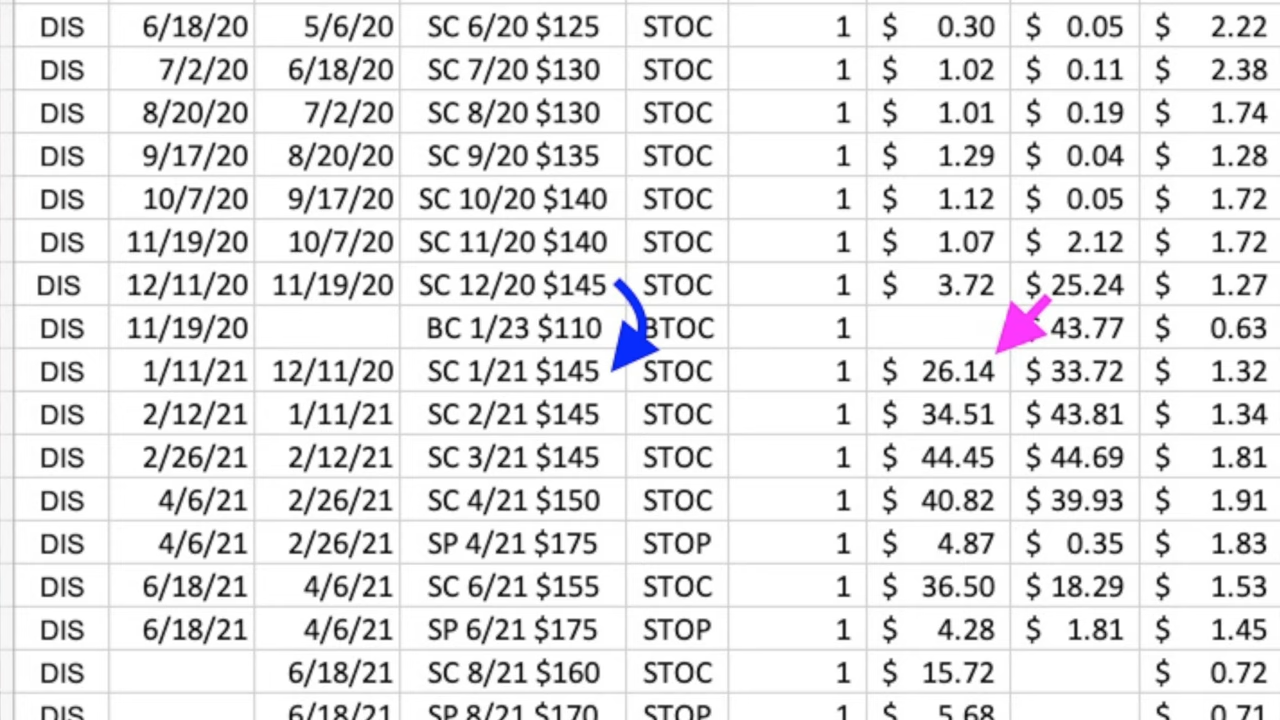 DIS 6/18/20 5/6/20 SC 6/20 $125 STOC 1 $ 0.30 $ 0.05 $ 2.22
DIS 7/2/20 6/18/20 SC 7/20 $130 STOC 1 $ 1.02 $ 0.11 $ 2.38
DIS 8/20/20 7/2/20 SC 8/20 $130 STOC 1 $ 1.01 $ 0.19 $ 1.74
DIS 9/17/20 8/20/20 SC 9/20 $135 STOC 1 $ 1.29 $ 0.04 $ 1.28
DIS 10/7/20 9/17/20 SC 10/20 $140 STOC 1 $ 1.12 $ 0.05 $ 1.72
DIS 11/19/20 10/7/20 SC 11/20 $140 STOC 1 $ 1.07 $ 2.12 $ 1.72
DIS 12/11/20 11/19/20 SC 12/20 $145 STOC 1 $ 3.72 $ 25.24 $ 1.27
DIS 11/19/20 BC 1/23 $110 BTOC 1 $ 43.77 $ 0.63
DIS 1/11/21 12/11/20 SC 1/21 $145 STOC 1 $ 26.14 $ 33.72 $ 1.32
DIS 2/12/21 1/11/21 SC 2/21 $145 STOC 1 $ 34.51 $ 43.81 $ 1.34
DIS 2/26/21 2/12/21 SC 3/21 $145 STOC 1 $ 44.45 $ 44.69 $ 1.81
DIS 4/6/21 2/26/21 SC 4/21 $150 STOC 1 $ 40.82 $ 39.93 $ 1.91
DIS 4/6/21 2/26/21 SP 4/21 $175 STOP 1 $ 4.87 $ 0.35 $ 1.83
DIS 6/18/21 4/6/21 SC 6/21 $155 STOC 1 $ 36.50 $ 18.29 $ 1.53
DIS 6/18/21 4/6/21 SP 6/21 $175 STOP 1 $ 4.28 $ 1.81 $ 1.45
DIS 6/18/21 SC 8/21 $160 STOC 1 $ 15.72 $ 0.72
DIS 6/18/21 SP 8/21 $170 STOP 1 $ 5.68 $ 0.71